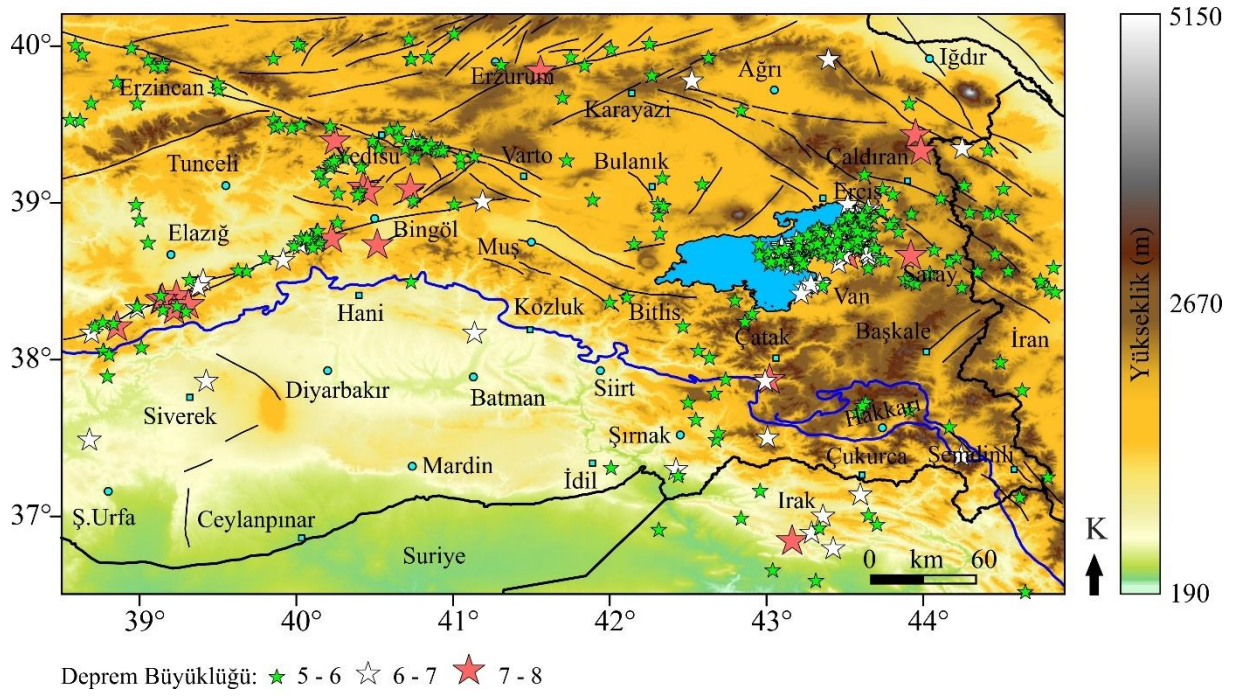 5150
40°
Erzurum
Ağrı
Iğdır
Erzincan
Karayazi
Yedisu
Varto
Bulanık
Çaldıran
Tunceli
39°
Erciş
Elazığ
Bingöl
Muş
Saray
Van
Yükseklik (m)
2670
Hani
Kozluk
Bitlis
Çatak
Başkale
İran
38°
Diyarbakır
Batman
Siirt
Siverek
Hakkari
Şırnak
Şemdinli
Mardin
İdil
Çukurca
37°
Ş.Urfa
Ceylanpınar
Irak
K
Suriye
0 km 60
190
39° 40° 41° 42° 43° 44°
Deprem Büyüklüğü: 5 - 6 6 - 7 7 - 8